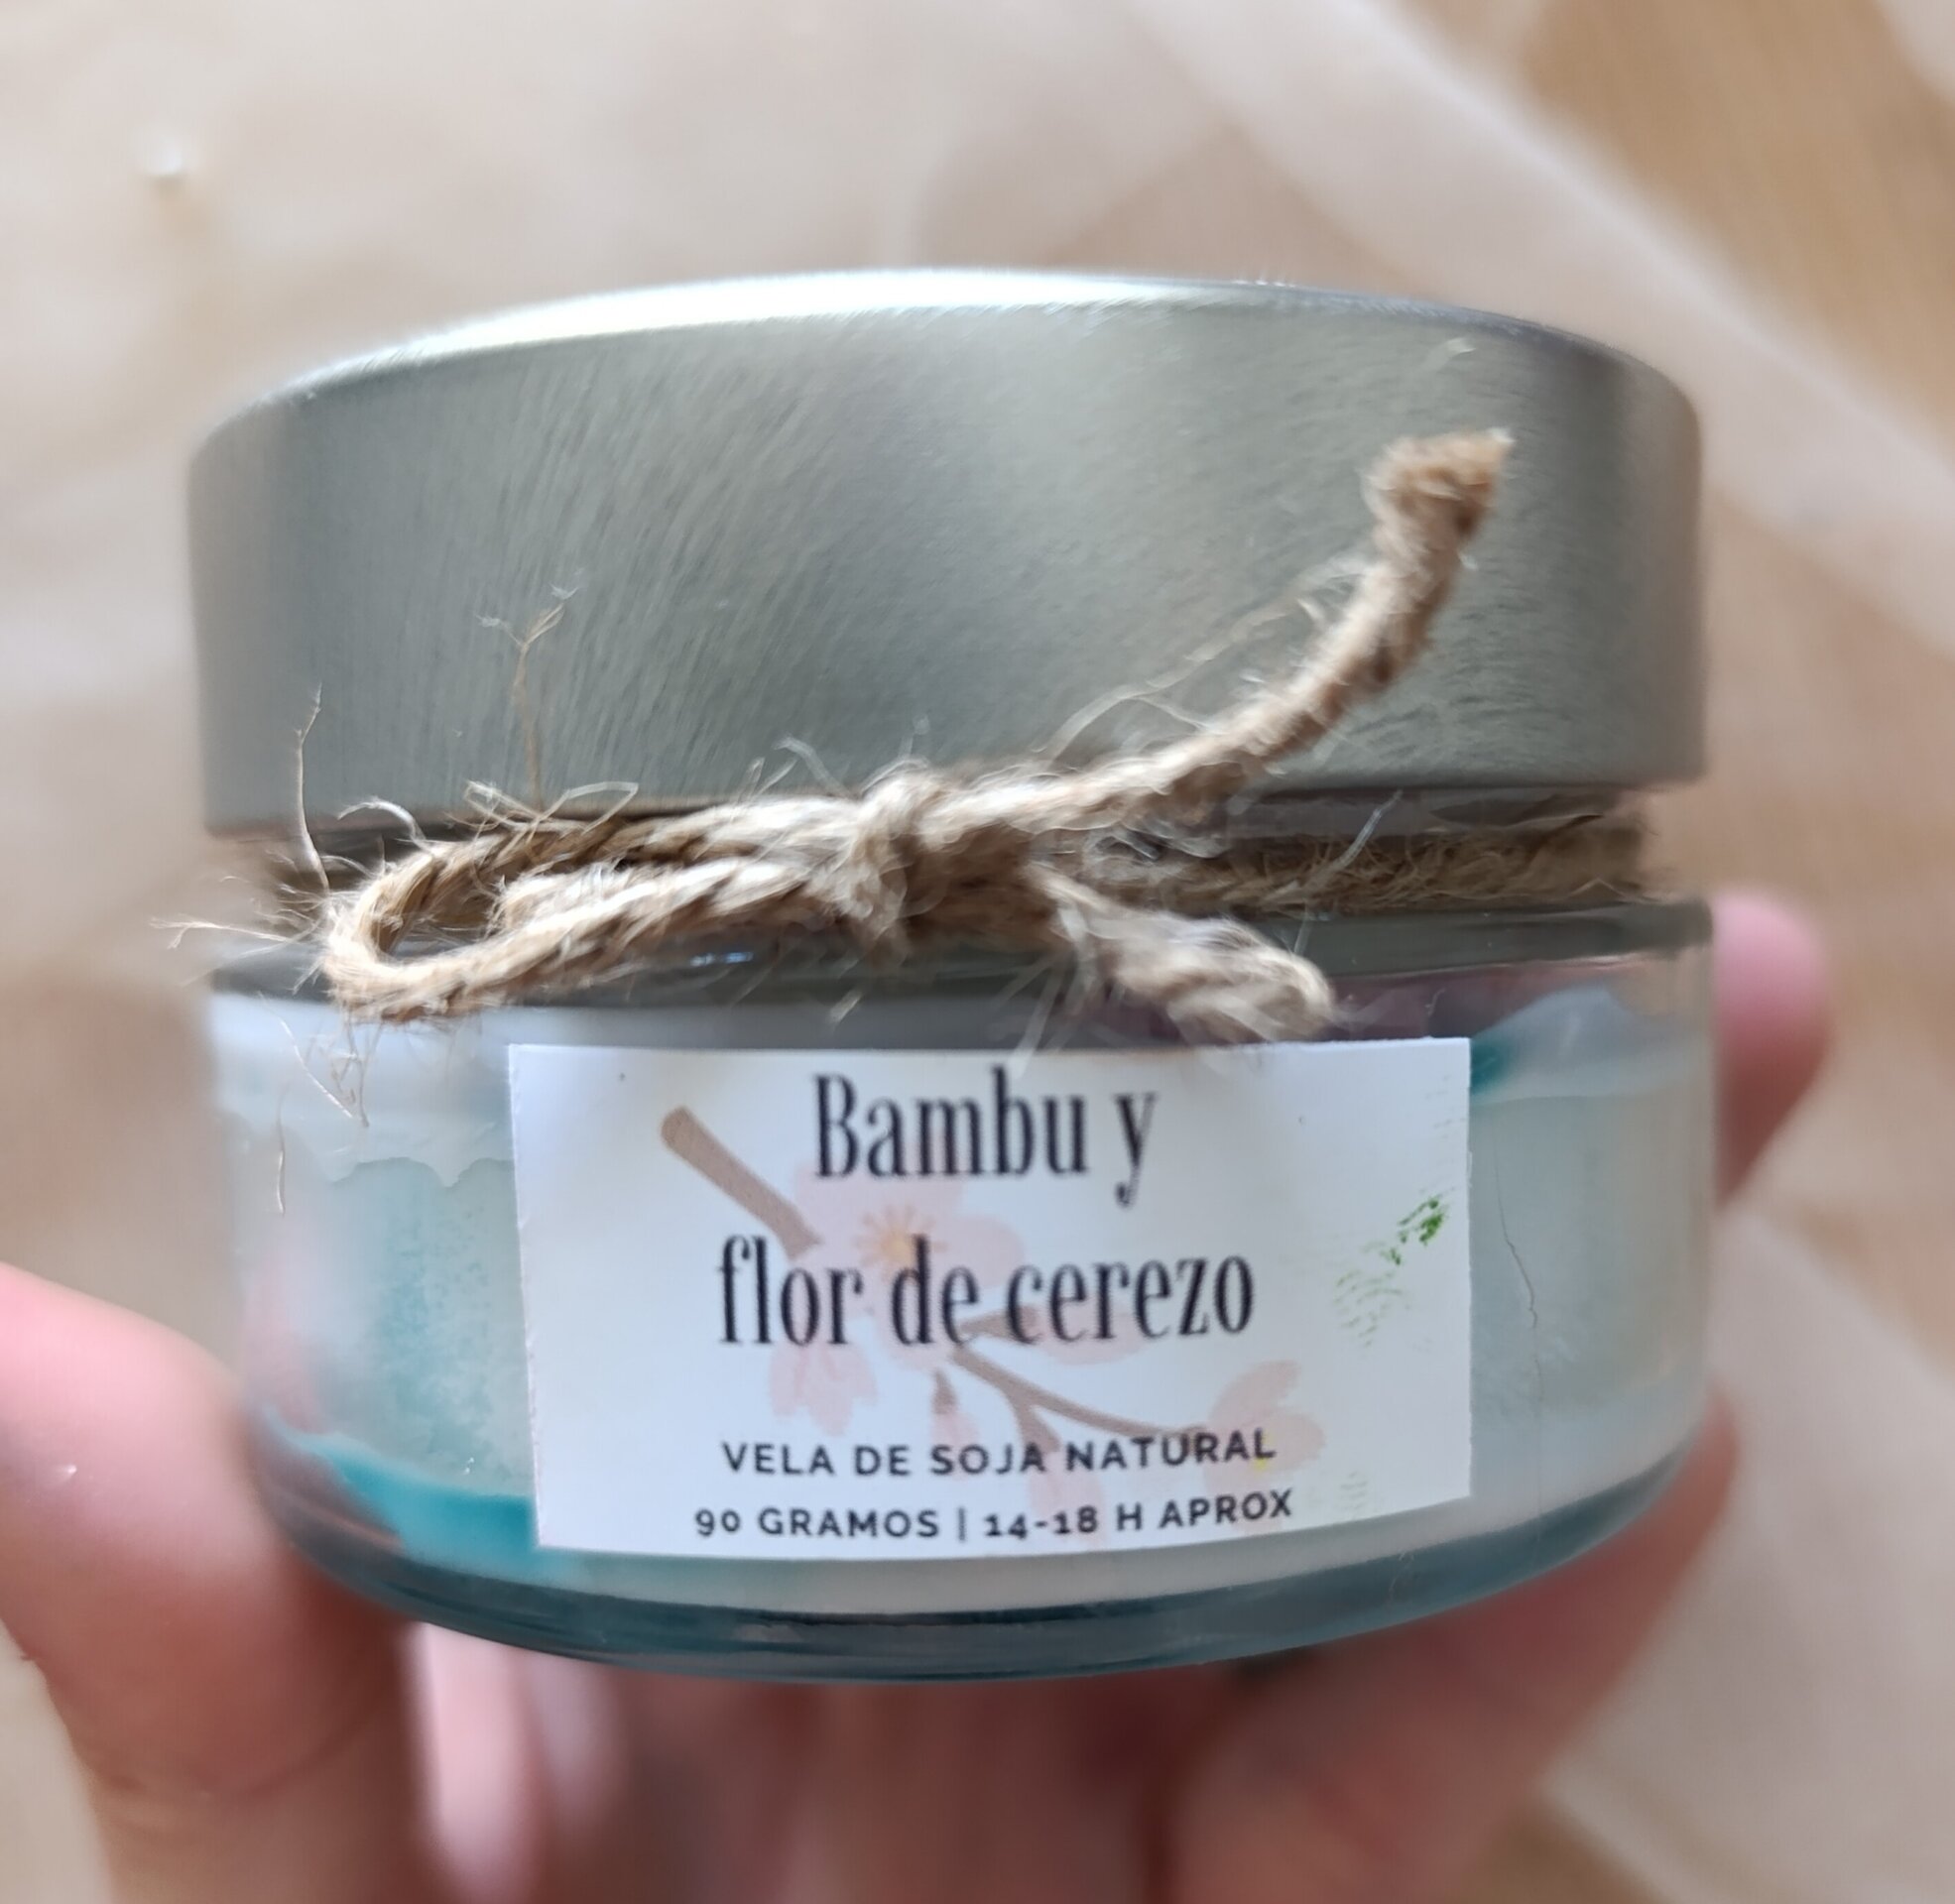 Bambu y
flor de cerezo
VELA DE SOJA NATURAL
90 GRAMOS | 14-18 H APROX